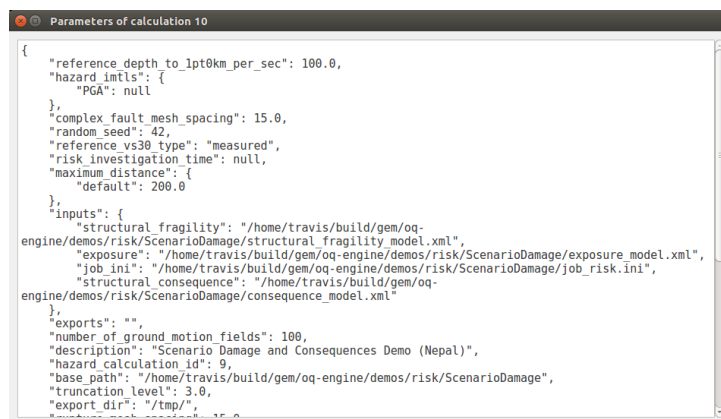 Parameters of calculation 10
{
"reference_depth_to_1pt0km_per_sec": 100.0,
"hazard_imtls": {
"PGA": null
},
"complex_fault_mesh_spacing": 15.0,
"random_seed": 42,
"reference_vs30_type": "measured",
"risk_investigation_time": null,
"maximum_distance": {
"default": 200.0
},
"inputs": {
"structural_fragility": "/home/travis/build/gem/oq-
engine/demos/risk/ScenarioDamage/structural_fragility_model.xml",
"exposure": "/home/travis/build/gem/oq-engine/demos/risk/ScenarioDamage/exposure_model.xml",
"job_ini": "/home/travis/build/gem/oq-engine/demos/risk/ScenarioDamage/job_risk.ini",
"structural_consequence": "/home/travis/build/gem/oq-
engine/demos/risk/ScenarioDamage/consequence_model.xml"
},
"exports": "",
"number_of_ground_motion_fields": 100,
"description": "Scenario Damage and Consequences Demo (Nepal)",
"hazard_calculation_id": 9,
"base_path": "/home/travis/build/gem/oq-engine/demos/risk/ScenarioDamage",
"truncation_level": 3.0,
"export_dir": "/tmp/",
"rupture_mesh_spacing": 15.0